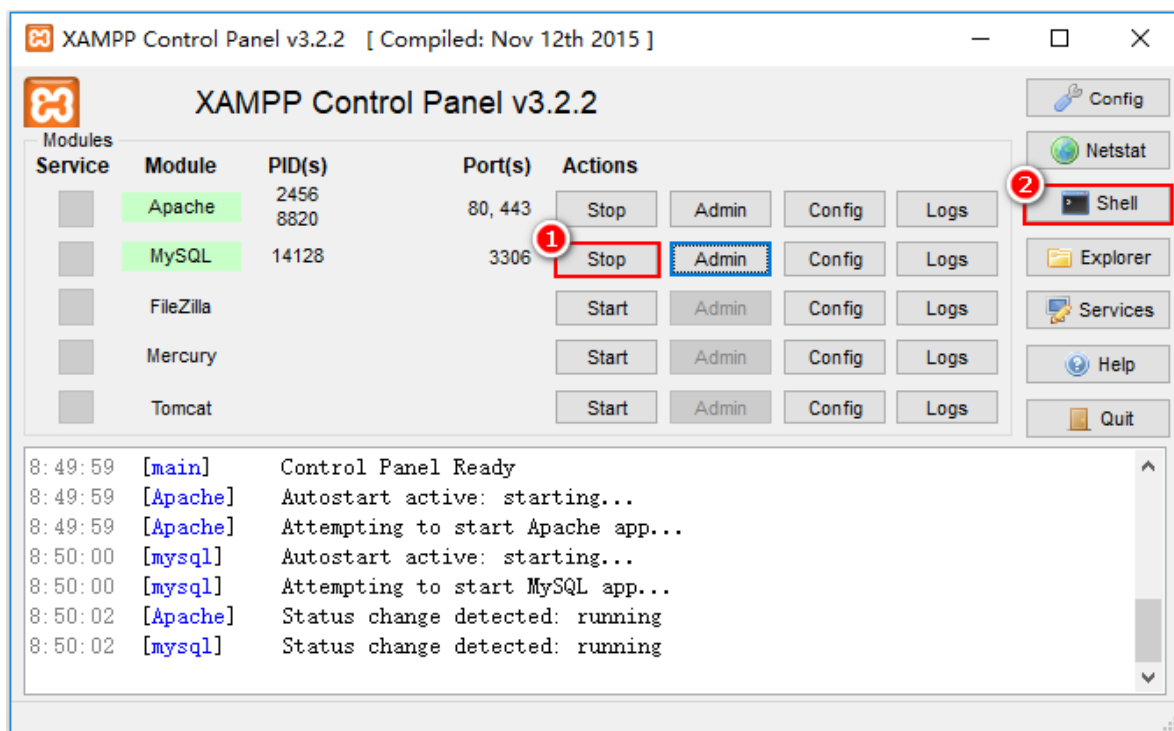 XAMPP Control Panel v3.2.2 [ Compiled: Nov 12th 2015 ]
XAMPP Control Panel v3.2.2
Config
Modules
Netstat
Service Module PID(s) Port(s) Actions
2
Shell
Apache 2456 8820 80, 443 Stop Admin Config Logs
1
MySQL 14128 3306 Stop Admin Config Logs
Explorer
FileZilla Start Admin Config Logs
Services
Mercury Start Admin Config Logs
Help
Tomcat Start Admin Config Logs
Quit
8:49:59 [main] Control Panel Ready
8:49:59 [Apache] Autostart active: starting...
8:49:59 [Apache] Attempting to start Apache app...
8:50:00 [mysql] Autostart active: starting...
8:50:00 [mysql] Attempting to start MySQL app...
8:50:02 [Apache] Status change detected: running
8:50:02 [mysql] Status change detected: running